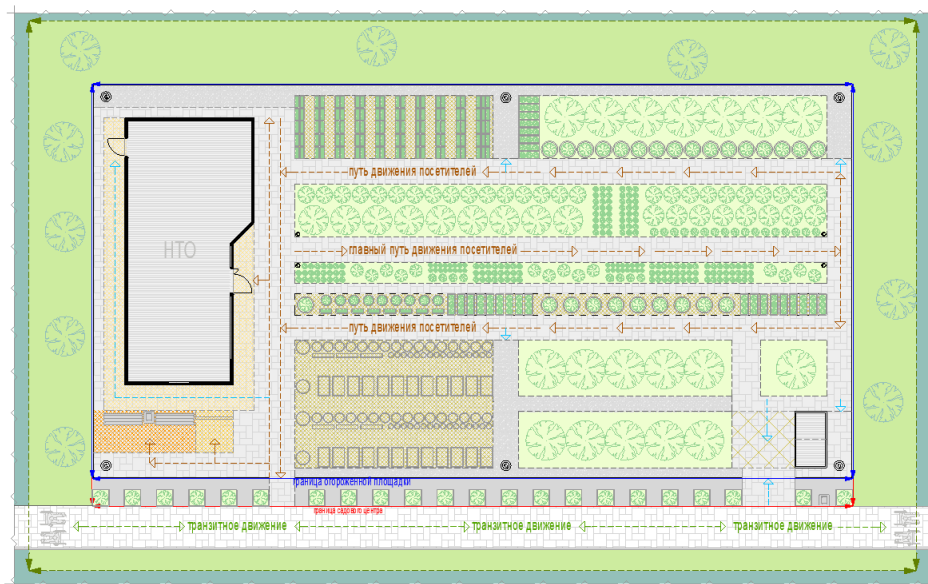 путь движения посетителей
НТО
главный путь движения посетителей
путь движения посетителей
граница огороженной площадки
граница садового центра
транзитное движение
транзитное движение
транзитное движение